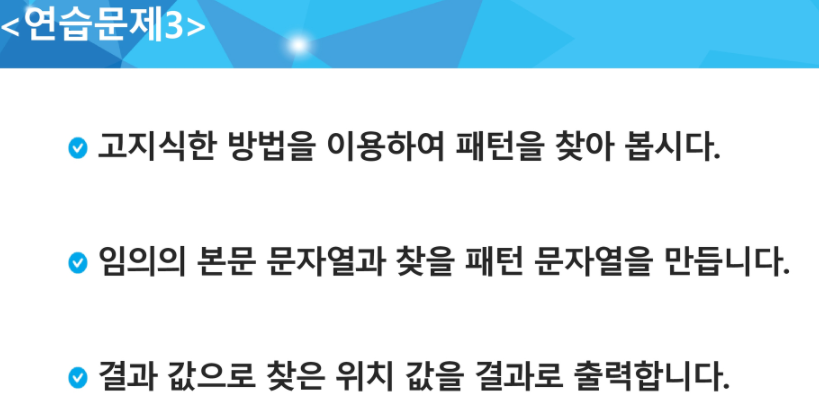 <연습문제3>
고지식한 방법을 이용하여 패턴을 찾아 봅시다.
임의의 본문 문자열과 찾을 패턴 문자열을 만듭니다.
결과 값으로 찾은 위치 값을 결과로 출력합니다.